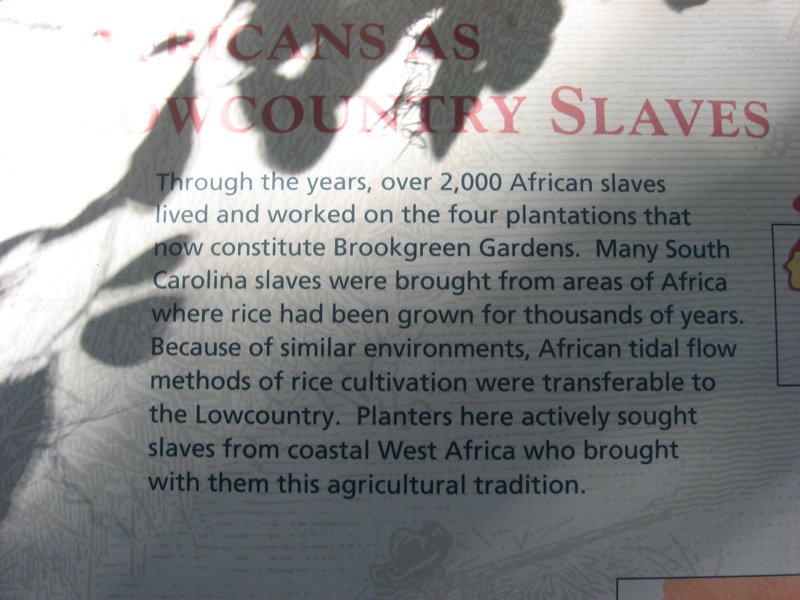 AFRICANS AS
LOWCOUNTRY SLAVES
Through the years, over 2,000 African slaves
lived and worked on the four plantations that
now constitute Brookgreen Gardens.  Many South
Carolina slaves were brought from areas of Africa
where rice had been grown for thousands of years.
Because of similar environments, African tidal flow
methods of rice cultivation were transferable to
the Lowcountry.  Planters here actively sought
slaves from coastal West Africa who brought
with them this agricultural tradition.